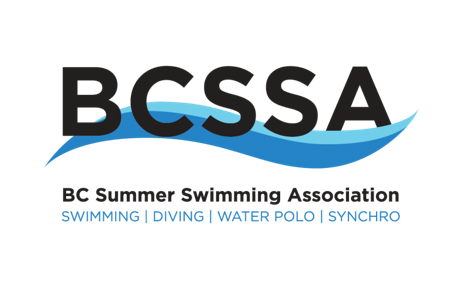 BCSSA
BC Summer Swimming Association
SWIMMING | DIVING | WATER POLO | SYNCHRO